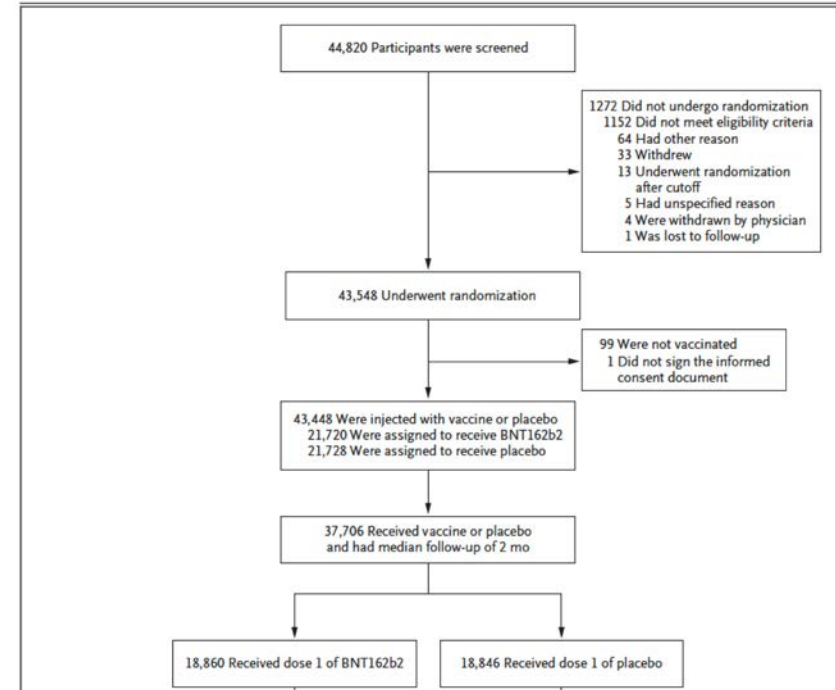 44,820 Participants were screened
1272 Did not undergo randomization
1152 Did not meet eligibility criteria
64 Had other reason
33 Withdrew
13 Underwent randomization
after cutoff
5 Had unspecified reason
4 Were withdrawn by physician
1 Was lost to follow-up
43,548 Underwent randomization
99 Were not vaccinated
1 Did not sign the informed
consent document
43,448 Were injected with vaccine or placebo
21,720 Were assigned to receive BNT162b2
21,728 Were assigned to receive placebo
37,706 Received vaccine or placebo
and had median follow-up of 2 mo
18,860 Received dose 1 of BNT162b2
18,846 Received dose 1 of placebo